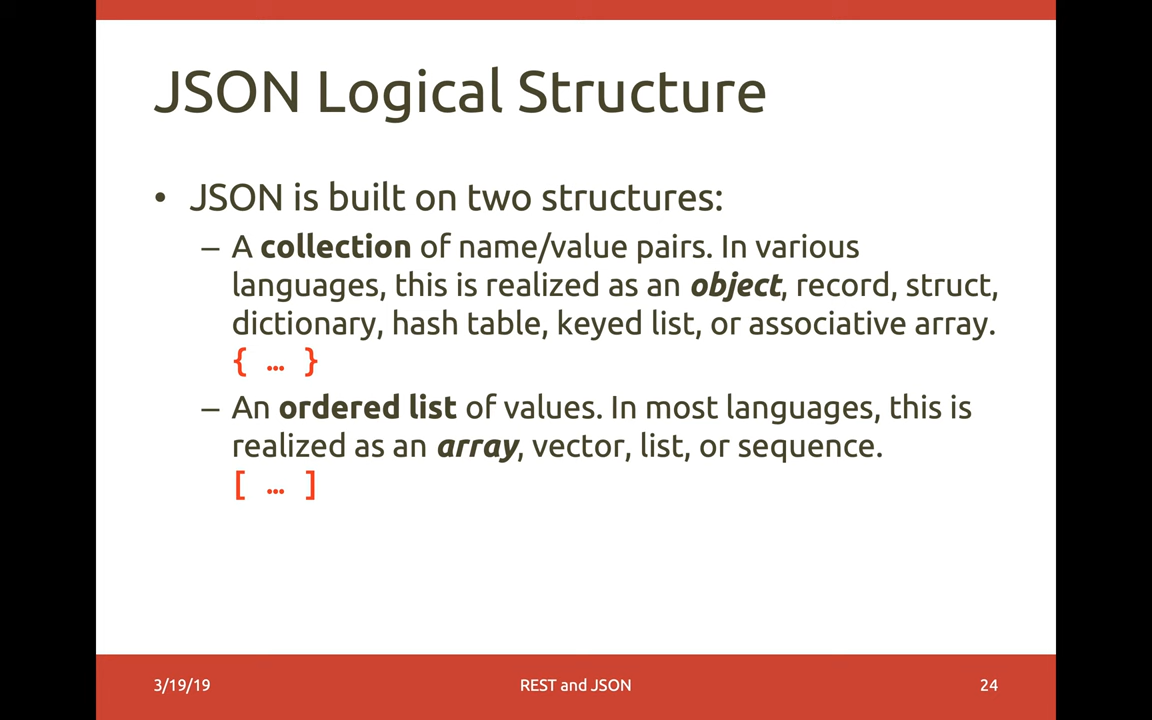 JSON Logical Structure
• JSON is built on two structures:
– A collection of name/value pairs. In various
languages, this is realized as an object, record, struct,
dictionary, hash table, keyed list, or associative array.
{ … }
– An ordered list of values. In most languages, this is
realized as an array, vector, list, or sequence.
[ … ]
3/19/19
REST and JSON
24